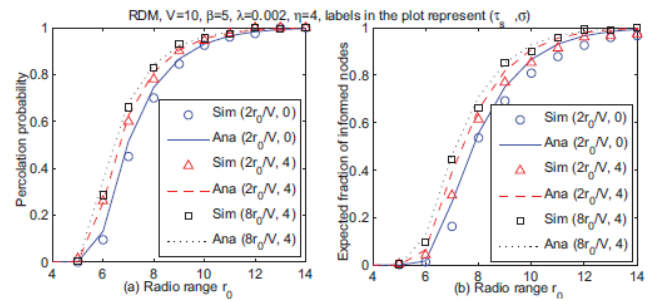 RDM, V=10, β=5, λ=0.002, η=4, labels in the plot represent (τs ,σ)
Percolation probability
1
0.8
0.6
0.4
0.2
0
Sim (2r0/V, 0)
Ana (2r0/V, 0)
Sim (2r0/V, 4)
Ana (2r0/V, 4)
Sim (8r0/V, 4)
Ana (8r0/V, 4)
4 6 8 10 12 14
(a) Radio range r0
Expected fraction of informed nodes
1
0.8
0.6
0.4
0.2
0
Sim (2r0/V, 0)
Ana (2r0/V, 0)
Sim (2r0/V, 4)
Ana (2r0/V, 4)
Sim (8r0/V, 4)
Ana (8r0/V, 4)
4 6 8 10 12 14
(b) Radio range r0